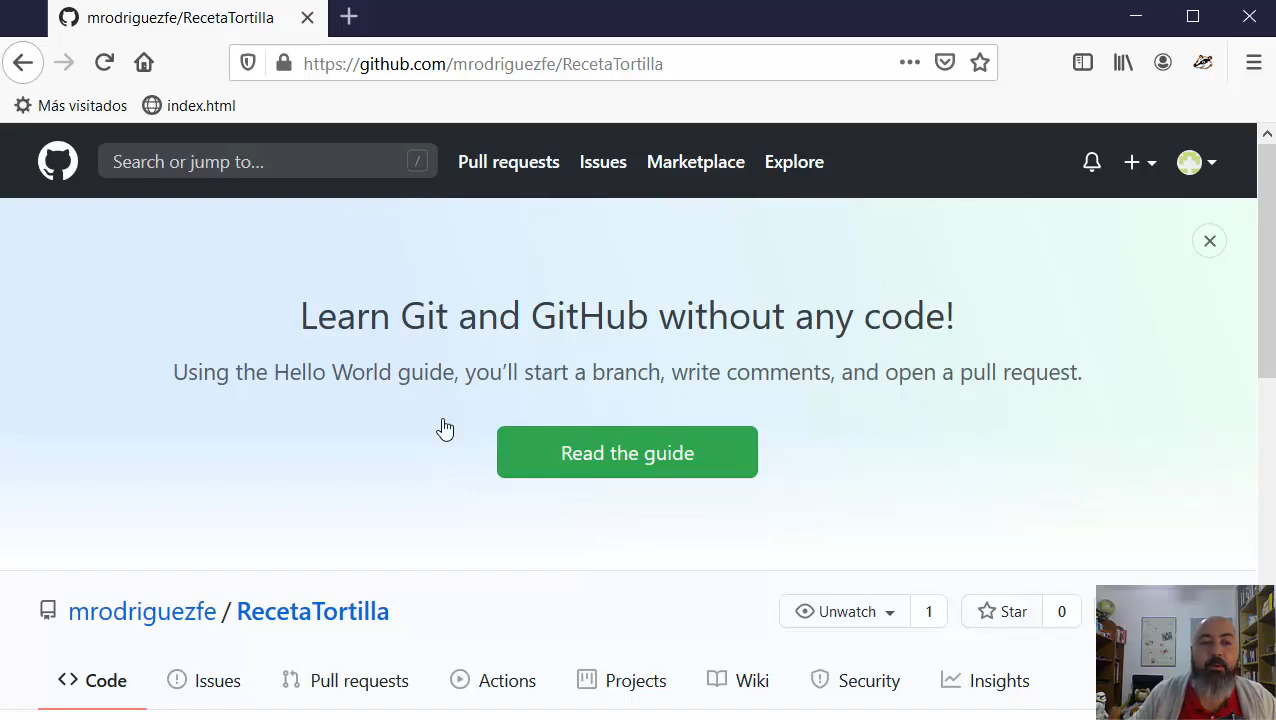 mrodriguezfe/RecetaTortilla
https://github.com/mrodriguezfe/RecetaTortilla
Más visitados index.html
Search or jump to... / Pull requests Issues Marketplace Explore
Learn Git and GitHub without any code!
Using the Hello World guide, you’ll start a branch, write comments, and open a pull request.
Read the guide
mrodriguezfe / RecetaTortilla Unwatch 1 Star 0
Code Issues Pull requests Actions Projects Wiki Security Insights